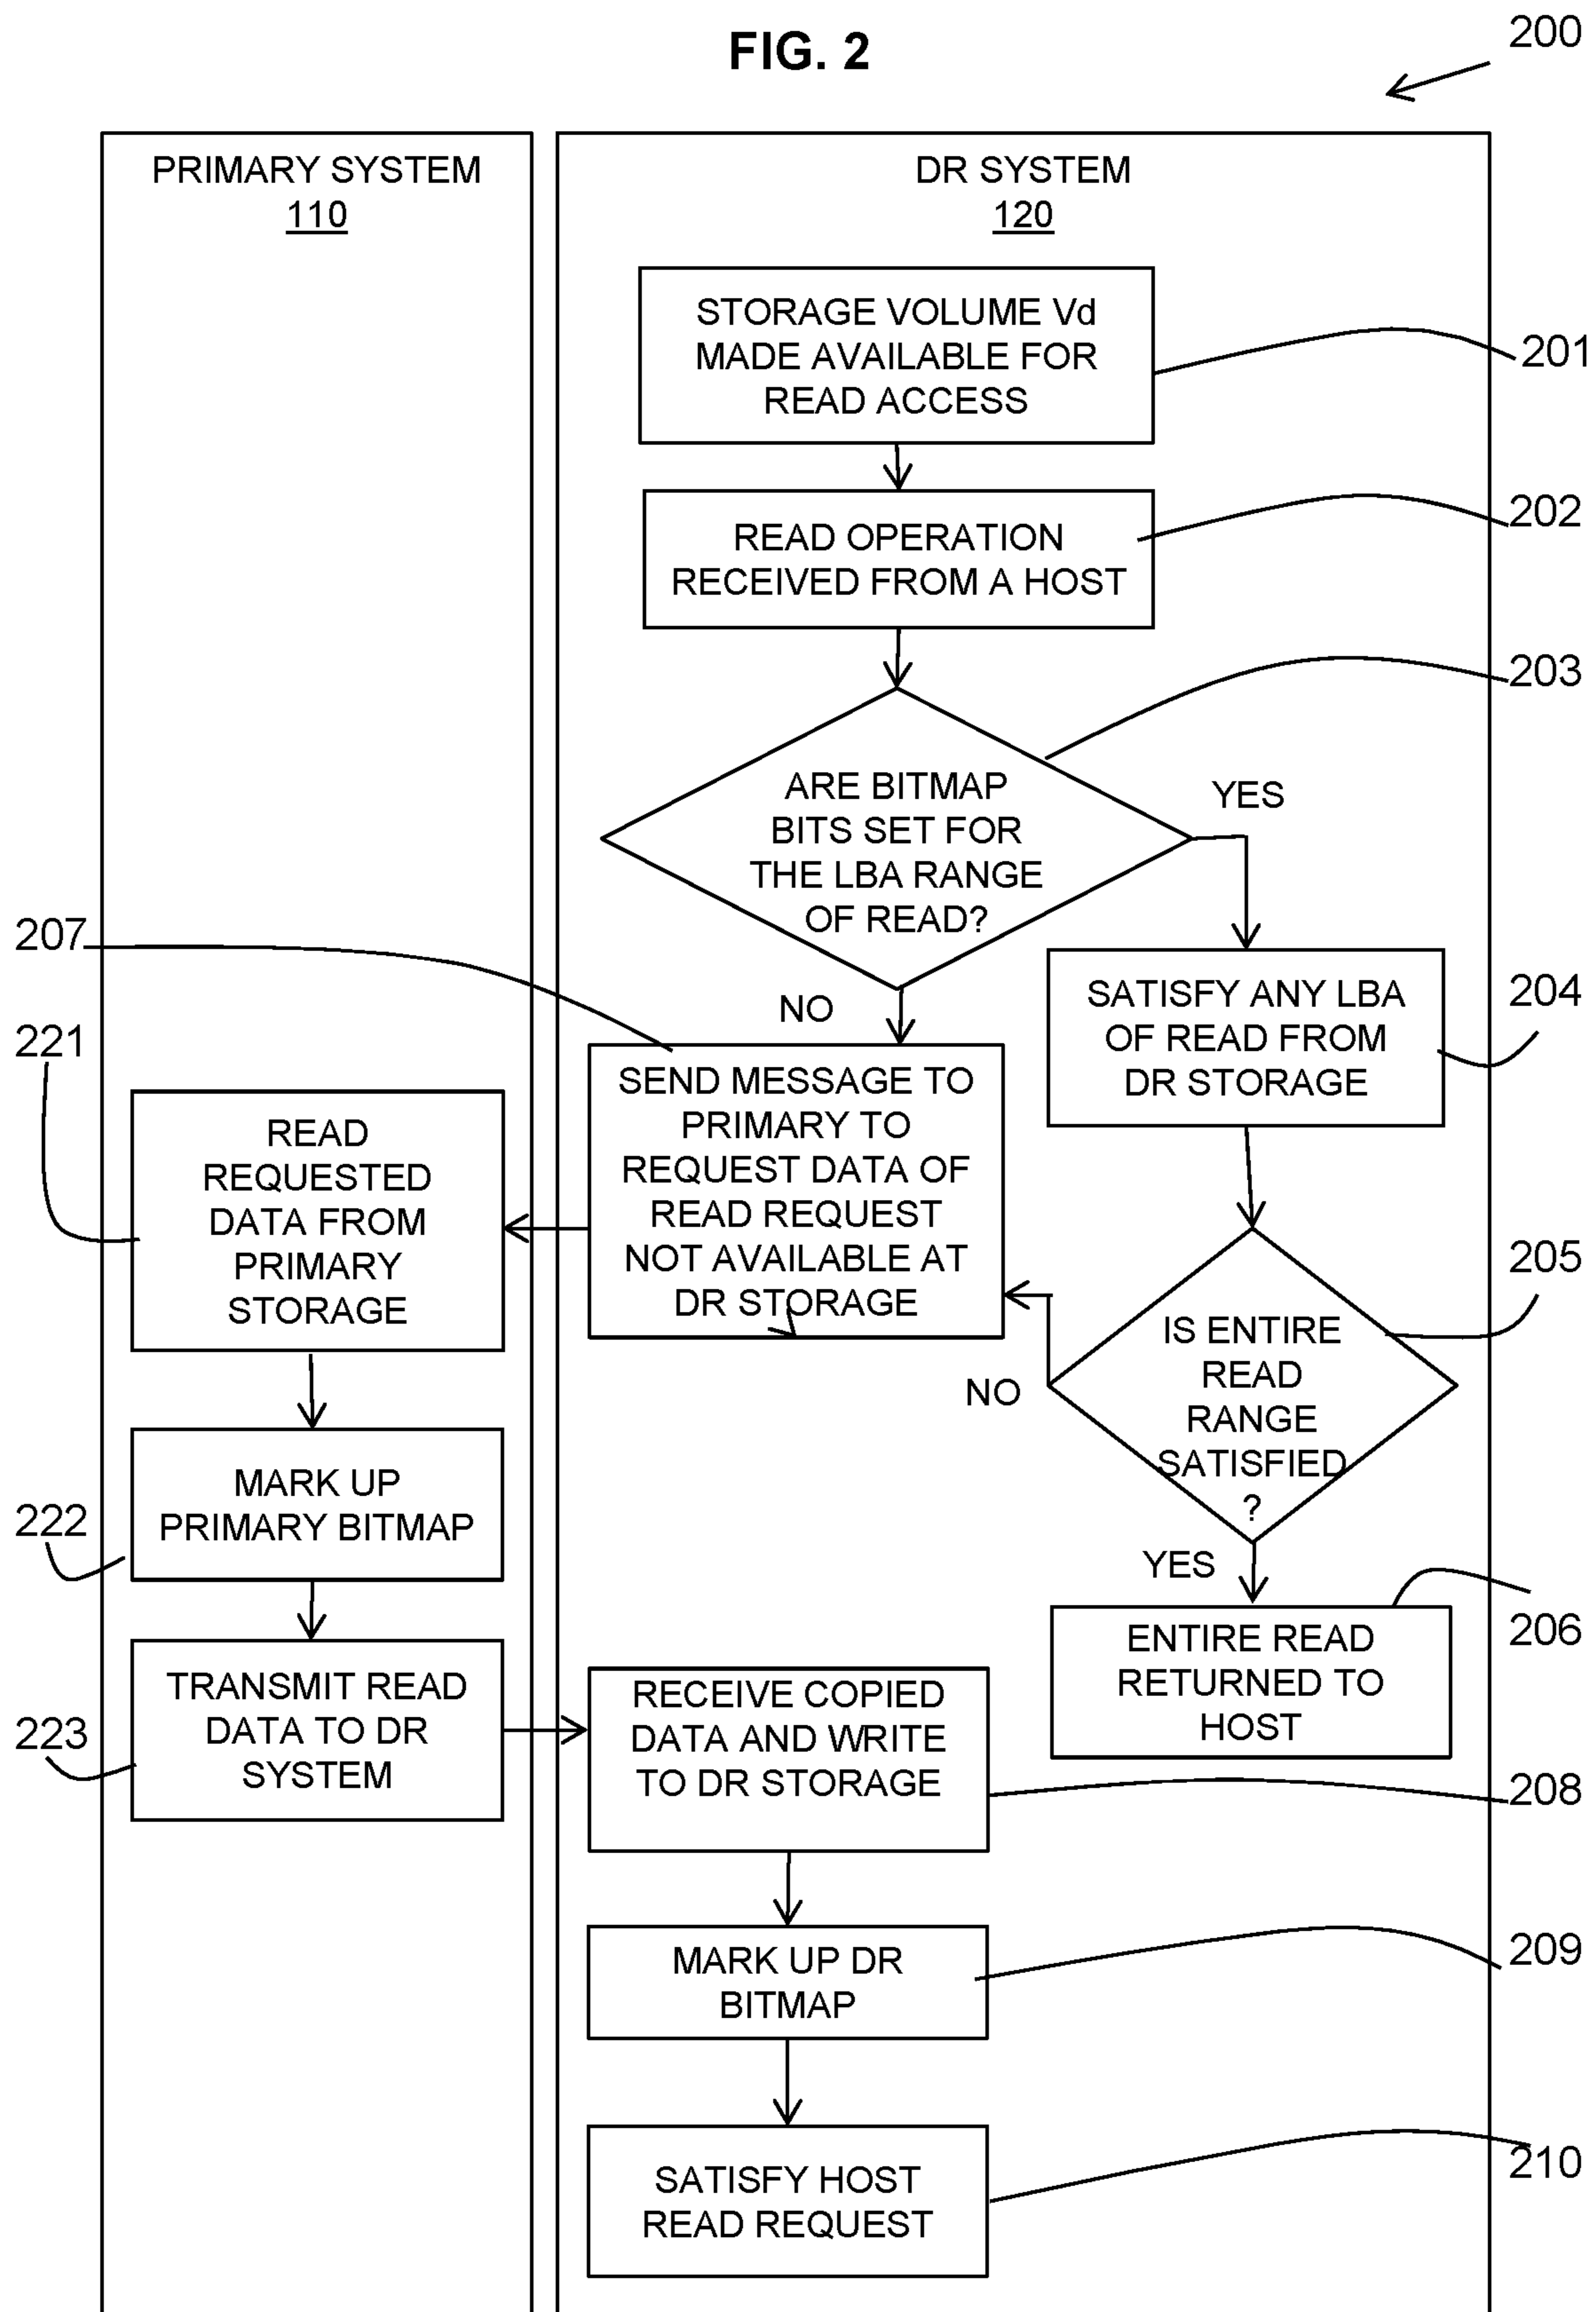 FIG. 2
200
PRIMARY SYSTEM
110
DR SYSTEM
120
STORAGE VOLUME Vd
MADE AVAILABLE FOR
READ ACCESS
201
READ OPERATION
RECEIVED FROM A HOST
202
203
ARE BITMAP
BITS SET FOR
THE LBA RANGE
OF READ?
YES
NO
207
SATISFY ANY LBA
OF READ FROM
DR STORAGE
204
221
SEND MESSAGE TO
PRIMARY TO
REQUEST DATA OF
READ REQUEST
NOT AVAILABLE AT
DR STORAGE
READ
REQUESTED
DATA FROM
PRIMARY
STORAGE
205
IS ENTIRE
READ
RANGE
SATISFIED
?
NO
YES
MARK UP
PRIMARY BITMAP
222
206
ENTIRE READ
RETURNED TO
HOST
TRANSMIT READ
DATA TO DR
SYSTEM
223
RECEIVE COPIED
DATA AND WRITE
TO DR STORAGE
208
MARK UP DR
BITMAP
209
SATISFY HOST
READ REQUEST
210